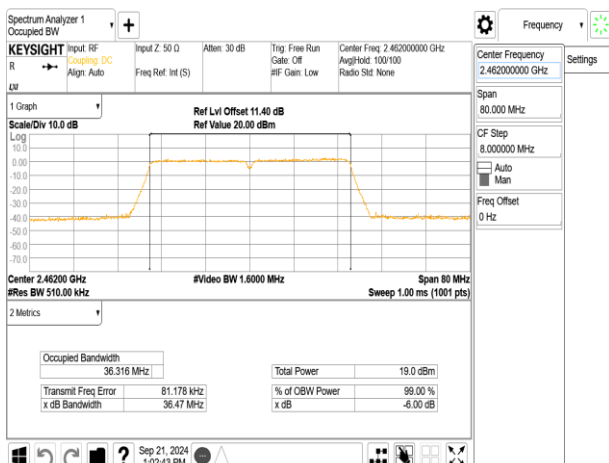 Spectrum Analyzer 1
Occupied BW
▼
+
Frequency
▼
KEYSIGHT
R
LXI
Input: RF
Coupling: DC
Align: Auto
Input Z: 50 Ω
Freq Ref: Int (S)
Atten: 30 dB
Trig: Free Run
Gate: Off
#IF Gain: Low
Center Freq: 2.462000000 GHz
Avg|Hold: 100/100
Radio Std: None
Center Frequency
2.462000000 GHz
Settings
Span
80.000 MHz
CF Step
8.000000 MHz
Auto
Man
Freq Offset
0 Hz
1 Graph
▼
Scale/Div 10.0 dB
Ref Lvl Offset 11.40 dB
Ref Value 20.00 dBm
Log
10.0
0.00
-10.0
-20.0
-30.0
-40.0
-50.0
-60.0
-70.0
Center 2.46200 GHz
#Res BW 510.00 kHz
#Video BW 1.6000 MHz
Span 80 MHz
Sweep 1.00 ms (1001 pts)
2 Metrics
▼
Occupied Bandwidth
36.316 MHz
Transmit Freq Error 81.178 kHz
x dB Bandwidth 36.47 MHz
Total Power 19.0 dBm
% of OBW Power 99.00 %
x dB -6.00 dB
?
Sep 21, 2024
1:02:43 PM